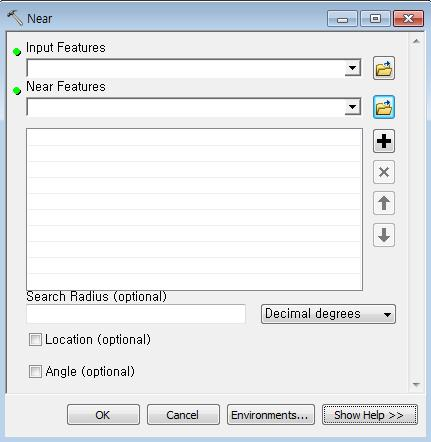 Near
Input Features
Near Features
Search Radius (optional)
Decimal degrees
Location (optional)
Angle (optional)
OK
Cancel
Environments...
Show Help >>